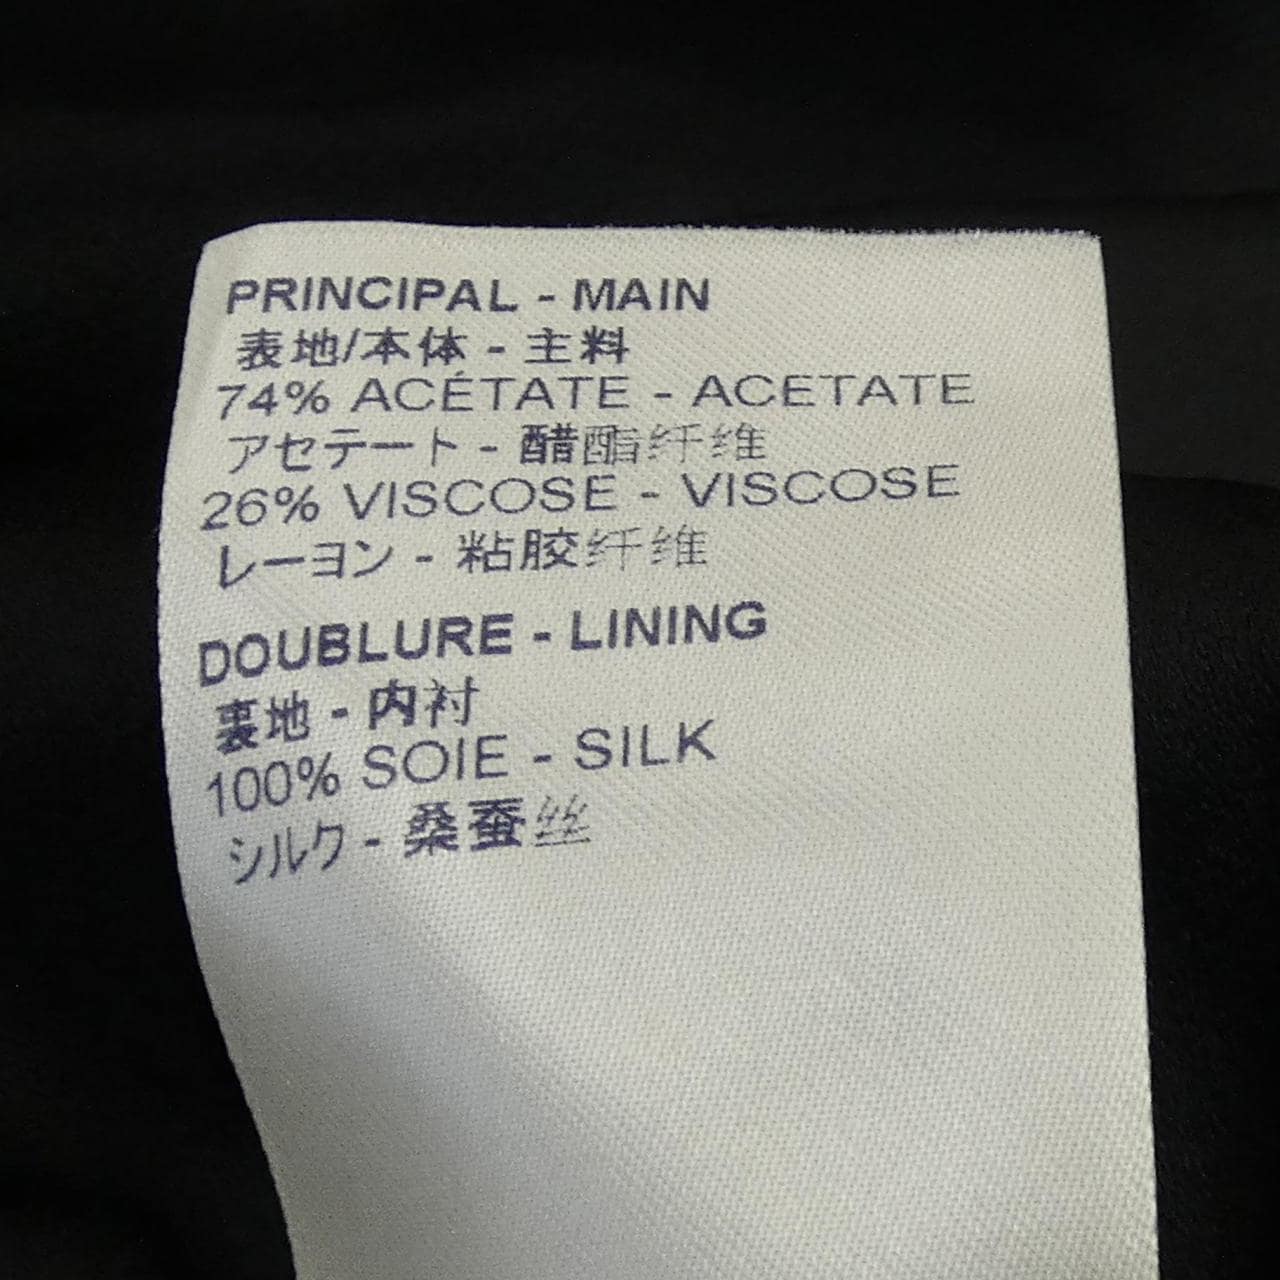 PRINCIPAL - MAIN
表地/本体 - 主料
74% ACÉTATE - ACETATE
アセテート - 醋酯纤维
26% VISCOSE - VISCOSE
レーヨン - 粘胶纤维
DOUBLURE - LINING
裏地 - 内衬
100% SOIE - SILK
シルク - 桑蚕丝